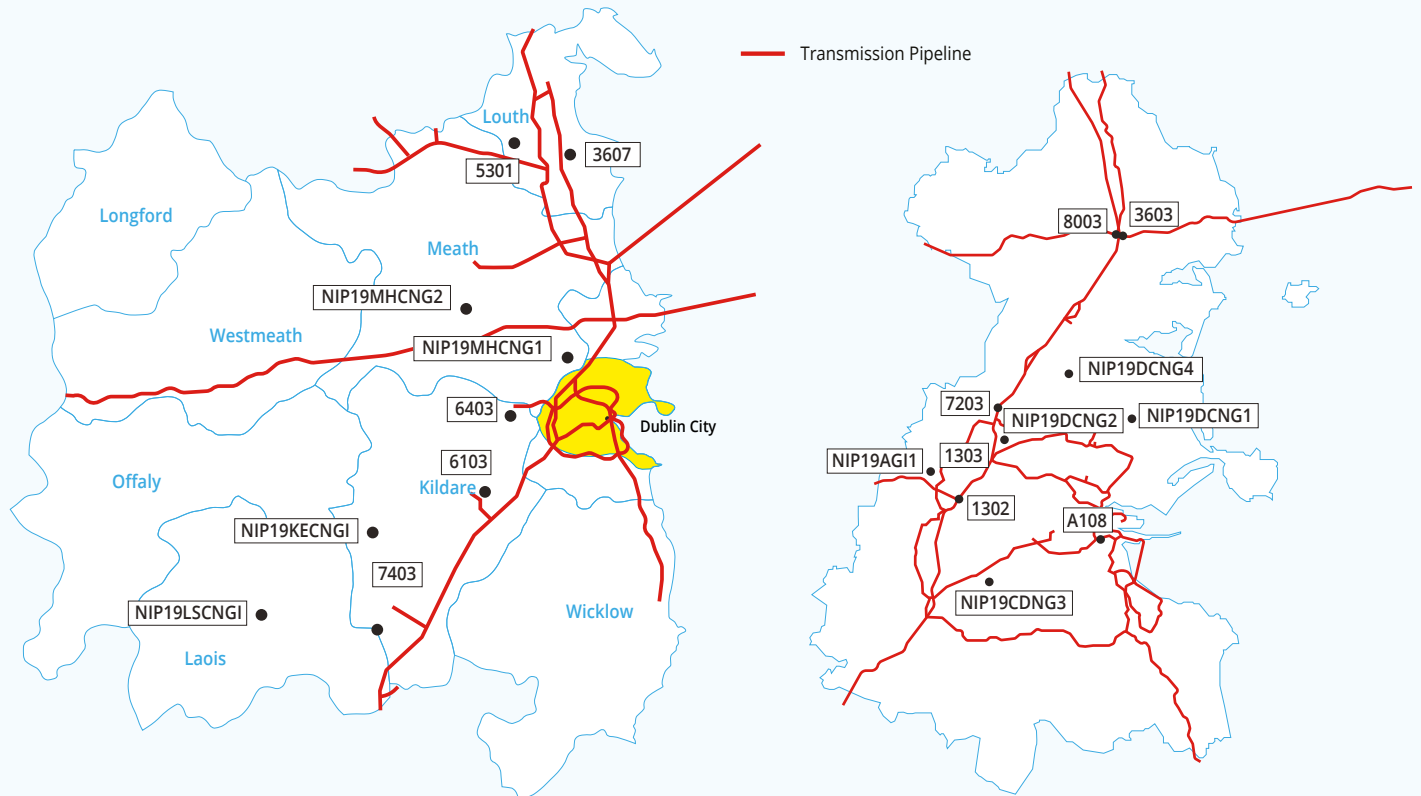 Transmission Pipeline
Louth
5301
3607
Longford
Meath
NIP19MHCNG2
Westmeath
NIP19MHCNG1
6403
Dublin City
6103
Offaly
Kildare
NIP19KECNGI
7403
NIP19LSCNGI
Wicklow
Laois
8003
3603
NIP19DCNG4
7203
NIP19DCNG2
NIP19DCNG1
NIP19AGI1
1303
1302
A108
NIP19CDNG3